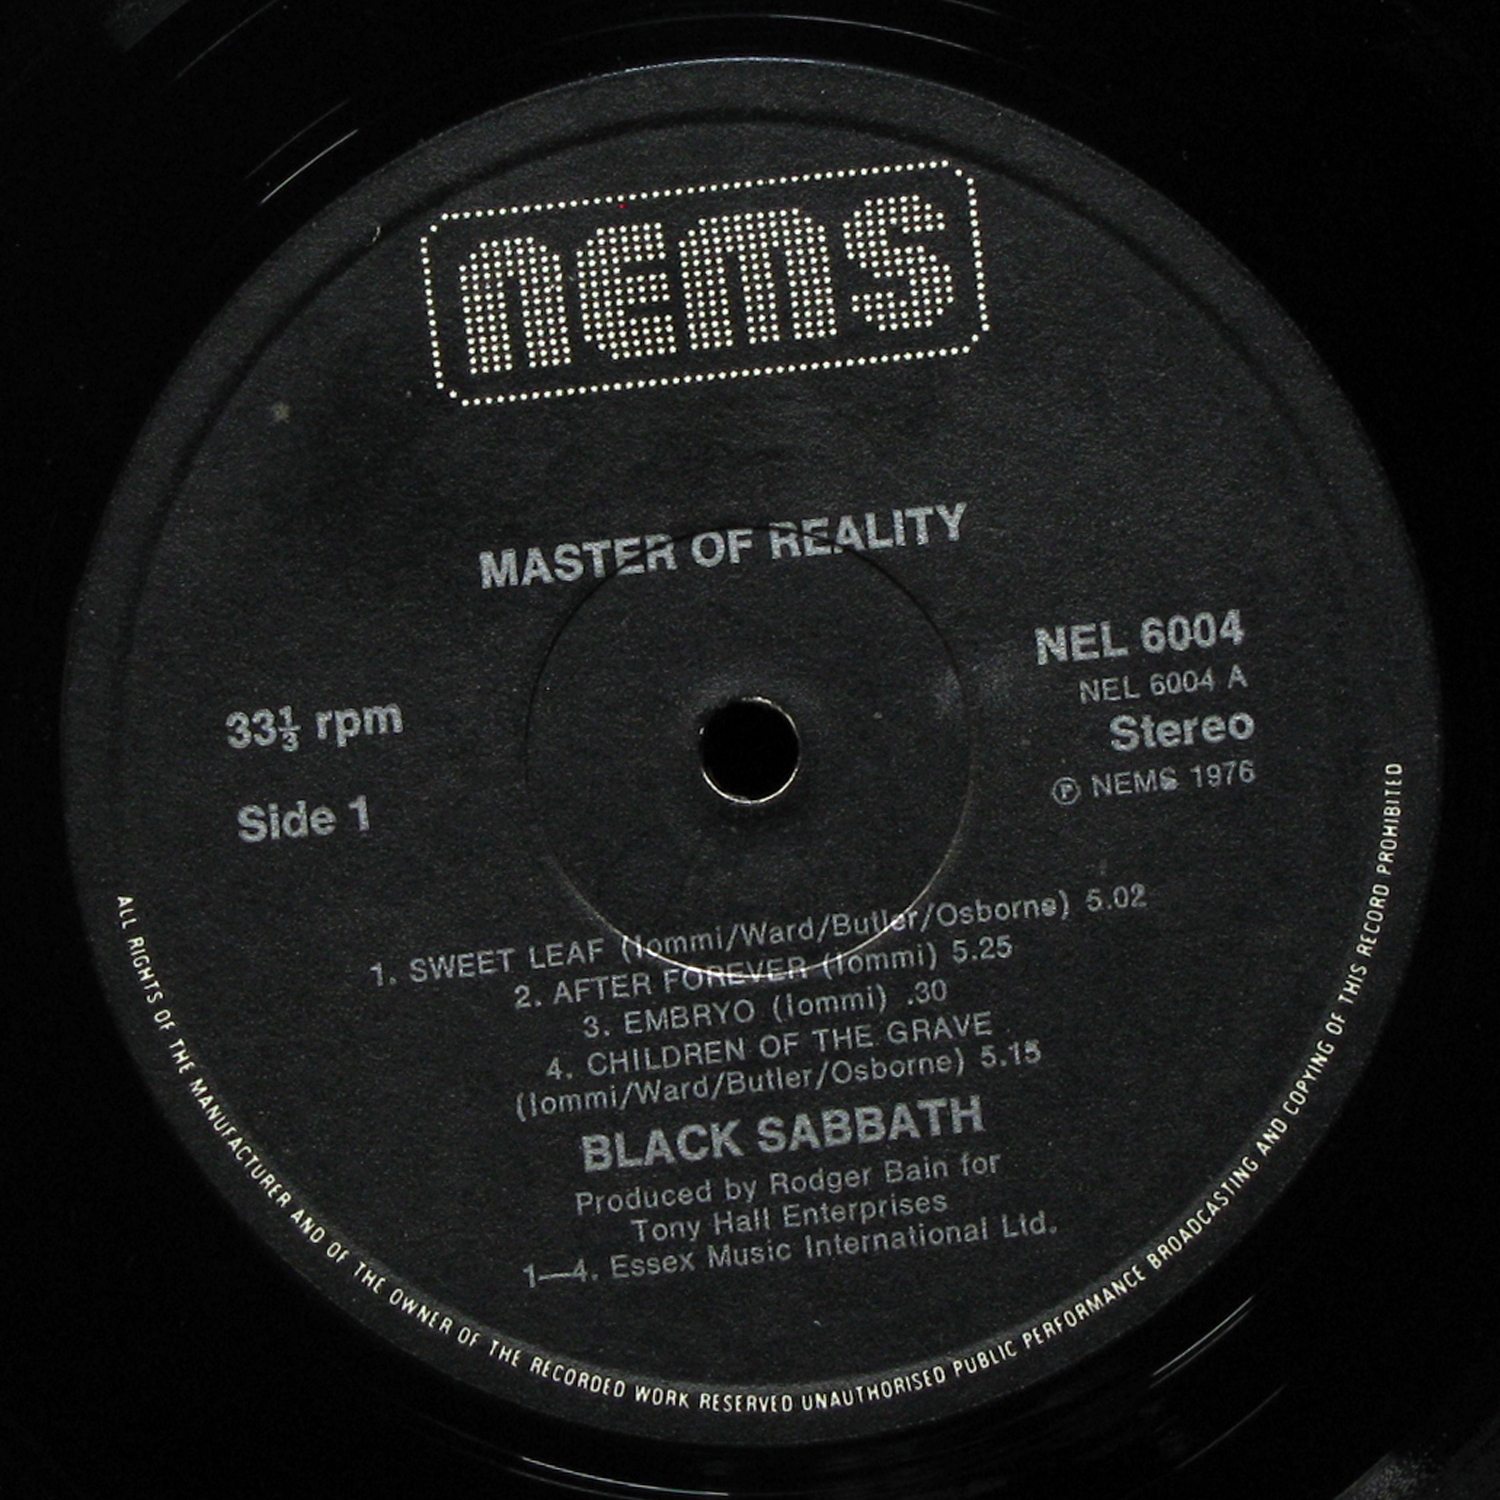 nems
MASTER OF REALITY
NEL 6004
NEL 6004 A
Stereo
Ⓟ NEMS 1976
33⅓ rpm
Side 1
1. SWEET LEAF (Iommi/Ward/Butler/Osborne) 5.02
2. AFTER FOREVER (Iommi) 5.25
3. EMBRYO (Iommi) .30
4. CHILDREN OF THE GRAVE
(Iommi/Ward/Butler/Osborne) 5.15
BLACK SABBATH
Produced by Rodger Bain for
Tony Hall Enterprises
1—4. Essex Music International Ltd.
ALL RIGHTS OF THE MANUFACTURER AND OF THE OWNER OF THE RECORDED WORK RESERVED UNAUTHORISED PUBLIC PERFORMANCE BROADCASTING AND COPYING OF THIS RECORD PROHIBITED